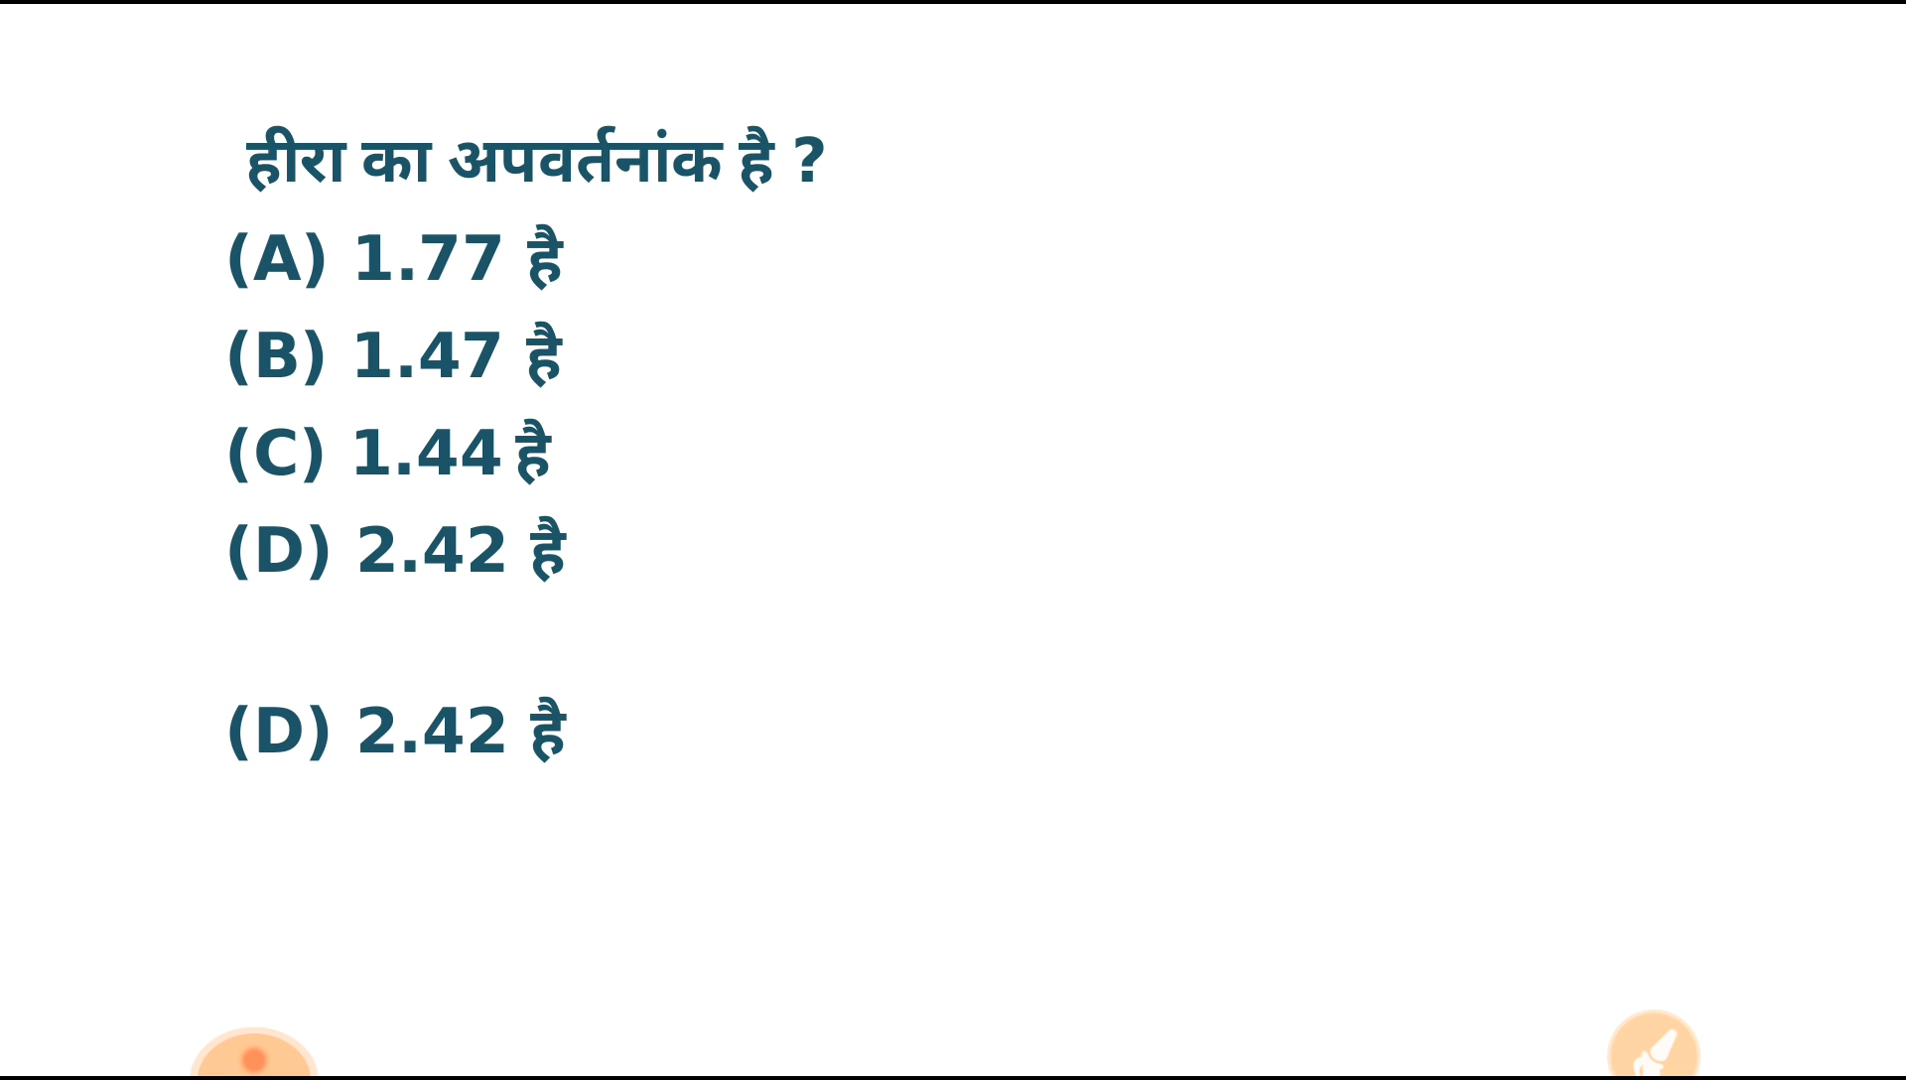 हीरा का अपवर्तनांक है ?
(A) 1.77 है
(B) 1.47 है
(C) 1.44 है
(D) 2.42 है
(D) 2.42 है